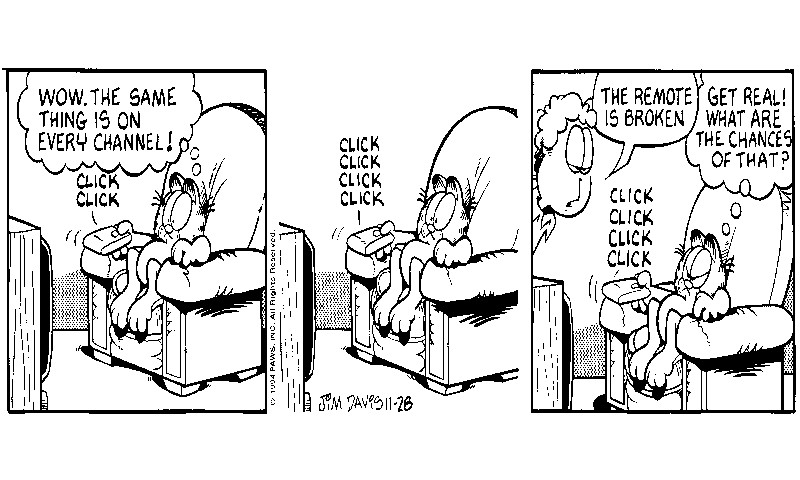 WOW. THE SAME
THING IS ON
EVERY CHANNEL!
CLICK
CLICK
© 1994 PAWS, INC. All Rights Reserved.
CLICK
CLICK
CLICK
CLICK
JIM DAVIS 11-28
THE REMOTE
IS BROKEN
GET REAL!
WHAT ARE
THE CHANCES
OF THAT?
CLICK
CLICK
CLICK
CLICK